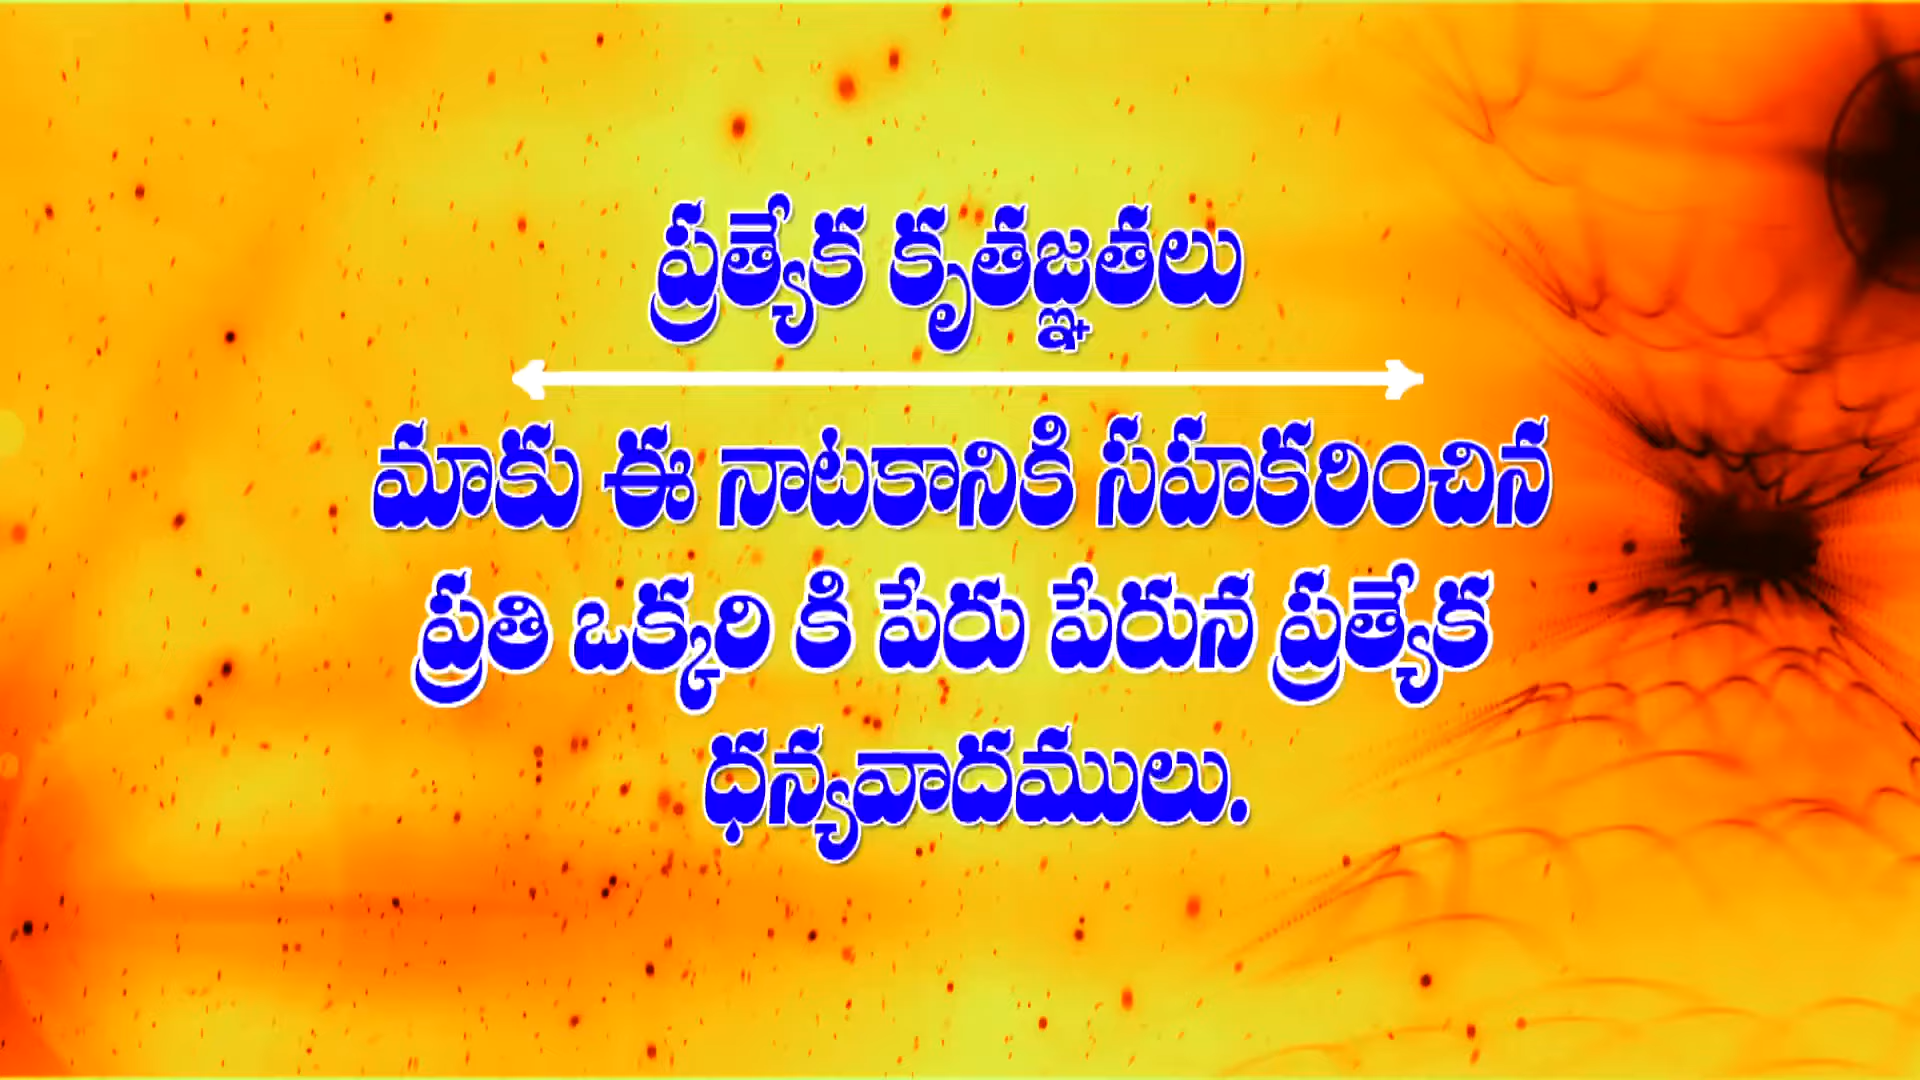 ప్రత్యేక కృతజ్ఞతలు
మాకు ఈ నాటకానికి సహకరించిన
ప్రతి ఒక్కరి కి పేరు పేరున ప్రత్యేక
ధన్యవాదములు.